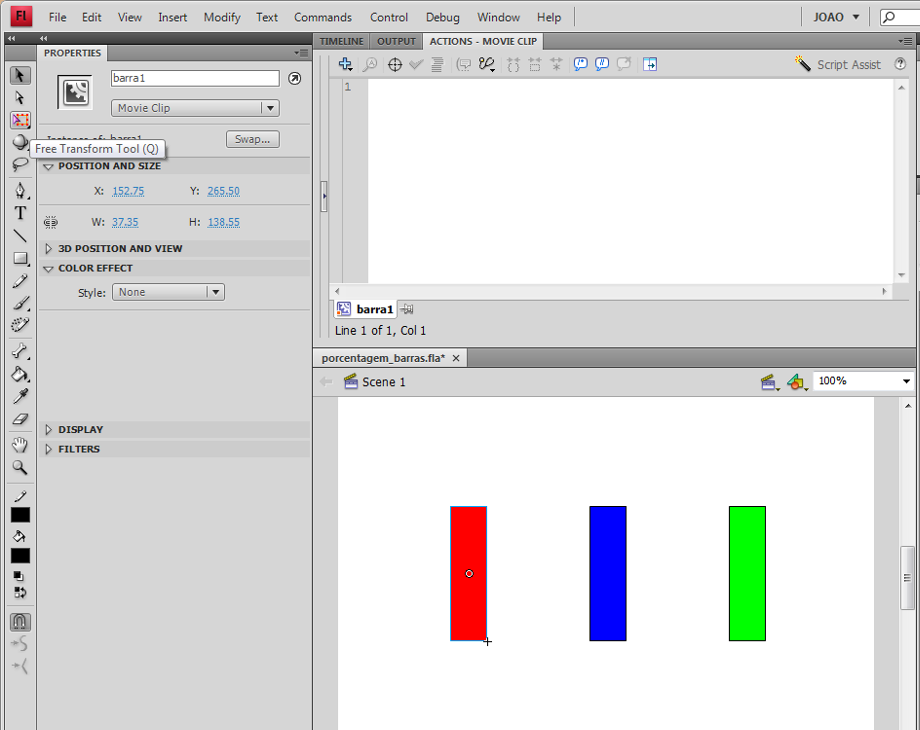 Fl File Edit View Insert Modify Text Commands Control Debug Window Help JOAO
PROPERTIES
TIMELINE OUTPUT ACTIONS - MOVIE CLIP
barra1
Movie Clip
Script Assist
1
Instance of: barra1 Swap...
Free Transform Tool (Q)
POSITION AND SIZE
X: 152.75 Y: 265.50
W: 37.35 H: 138.55
3D POSITION AND VIEW
COLOR EFFECT
Style: None
DISPLAY
FILTERS
barra1
Line 1 of 1, Col 1
porcentagem_barras.fla*
Scene 1 100%